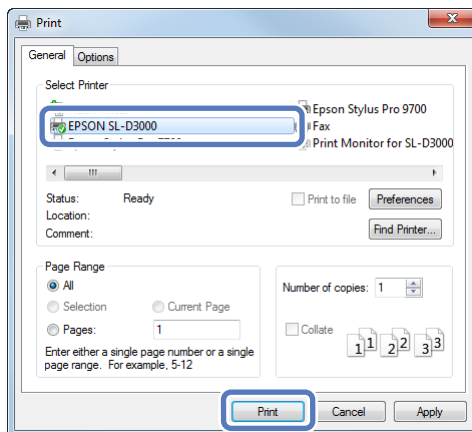 Print
General Options
Select Printer
EPSON SL-D3000
Epson Stylus Pro 9700
Fax
Print Monitor for SL-D3000
Status: Ready
Location:
Comment:
Print to file
Preferences
Find Printer...
Page Range
All
Selection
Current Page
Pages: 1
Enter either a single page number or a single
page range. For example, 5-12
Number of copies: 1
Collate
1 1 2 2 3 3
Print Cancel Apply